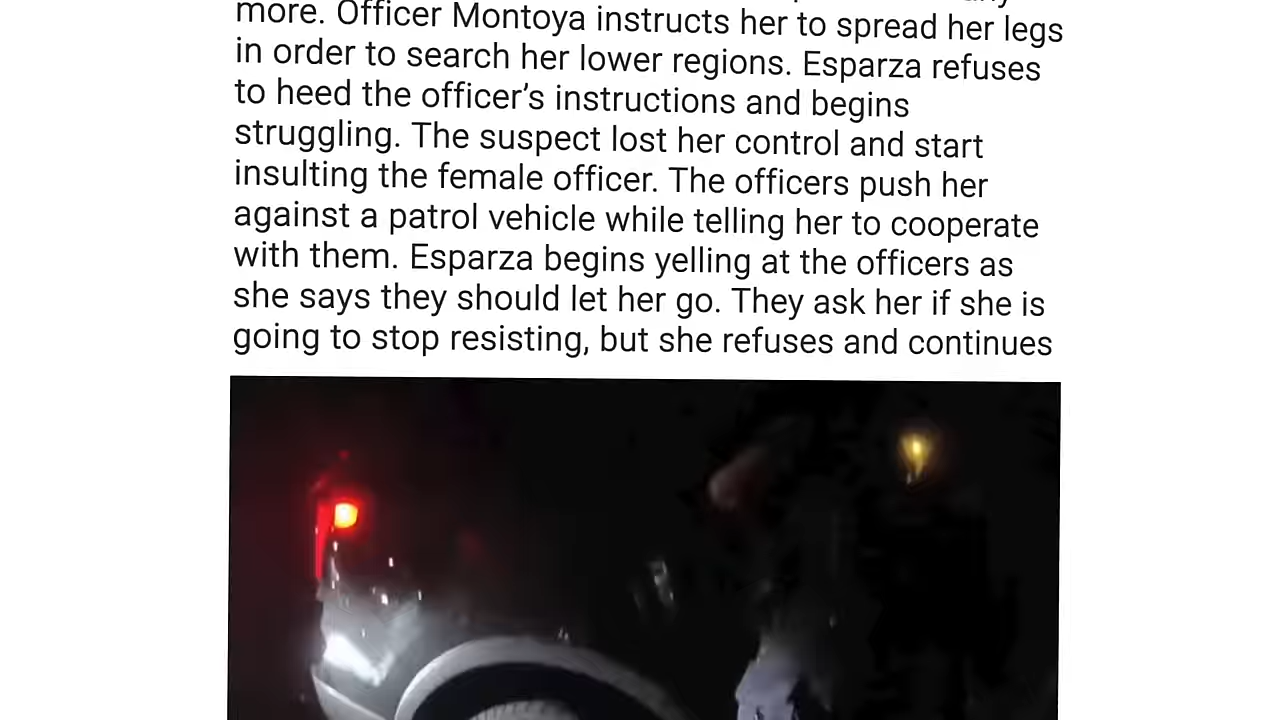 more. Officer Montoya instructs her to spread her legs
in order to search her lower regions. Esparza refuses
to heed the officer's instructions and begins
struggling. The suspect lost her control and start
insulting the female officer. The officers push her
against a patrol vehicle while telling her to cooperate
with them. Esparza begins yelling at the officers as
she says they should let her go. They ask her if she is
going to stop resisting, but she refuses and continues